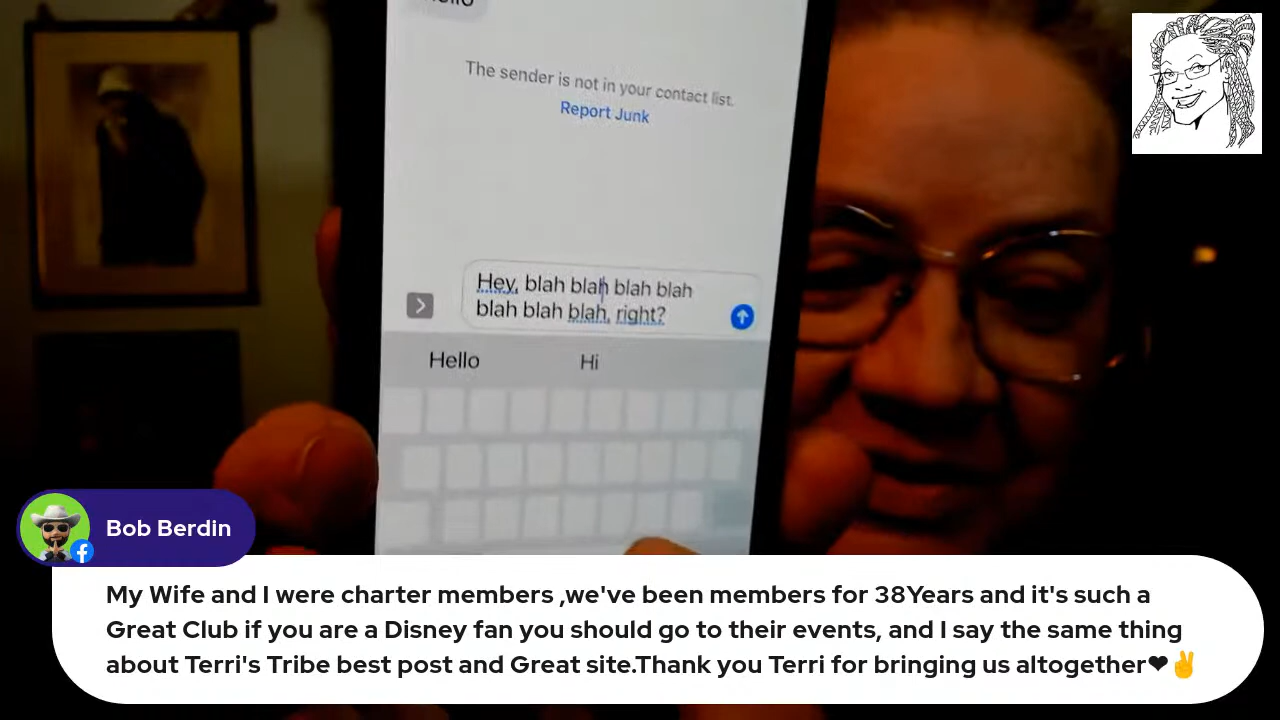 Hello
The sender is not in your contact list.
Report Junk
Hey, blah blah blah blah
blah blah blah, right?
Hello Hi
Bob Berdin
My Wife and I were charter members ,we've been members for 38Years and it's such a
Great Club if you are a Disney fan you should go to their events, and I say the same thing
about Terri's Tribe best post and Great site.Thank you Terri for bringing us altogether❤✌